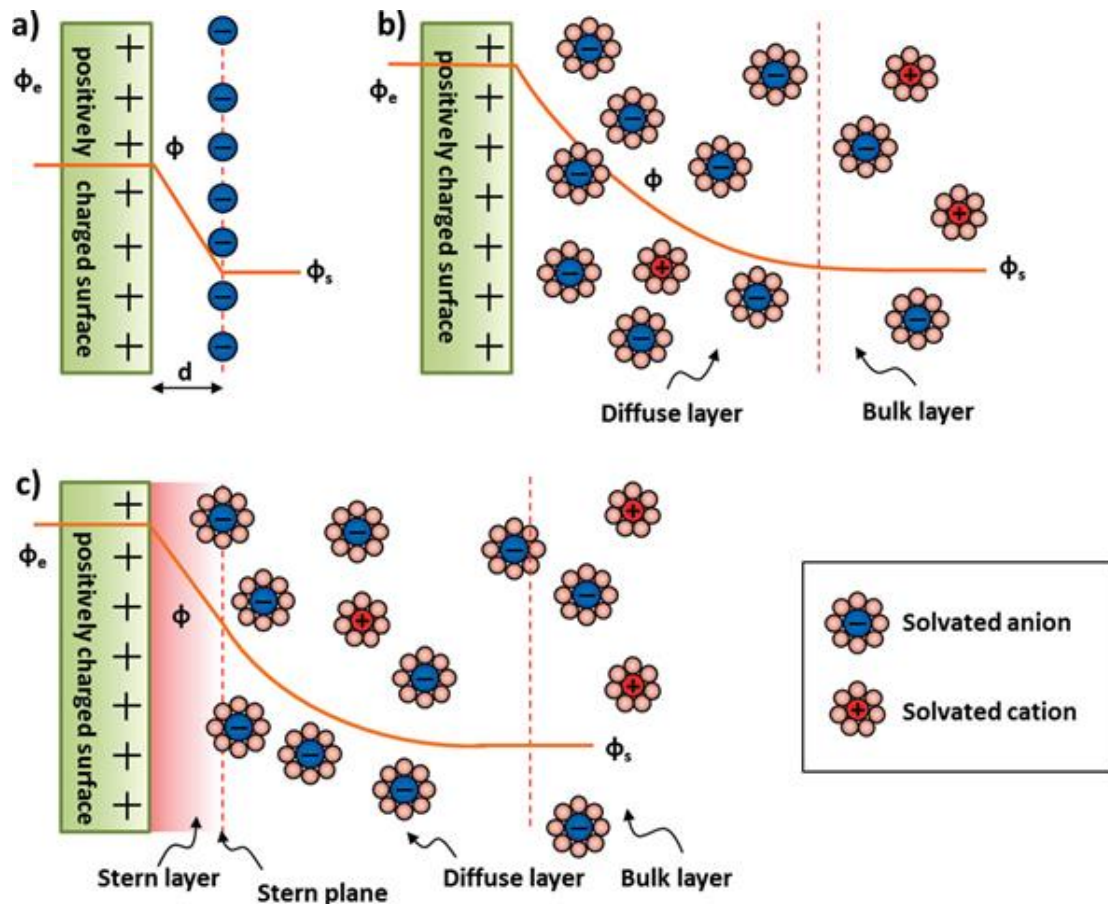 a)
ϕe
positively charged surface
+
+
+
+
+
+
+
ϕ
−
−
−
−
−
−
−
ϕs
d
b)
ϕe
positively charged surface
+
+
+
+
+
+
+
ϕ
−
−
−
−
−
−
+
−
−
+
−
+
−
ϕs
Diffuse layer
Bulk layer
c)
ϕe
positively charged surface
+
+
+
+
+
+
+
ϕ
−
−
−
−
+
−
−
−
−
−
+
−
+
−
ϕs
Stern layer
Stern plane
Diffuse layer
Bulk layer
− Solvated anion
+ Solvated cation